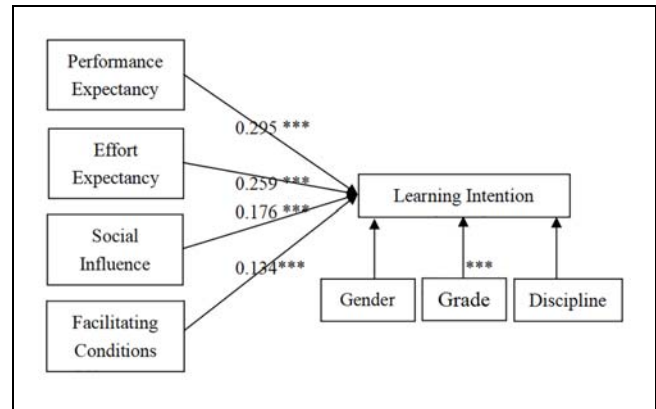 Performance
Expectancy
0.295 ***
Effort
Expectancy
0.259 ***
Learning Intention
0.176 ***
Social
Influence
0.134***
***
Gender
Grade
Discipline
Facilitating
Conditions